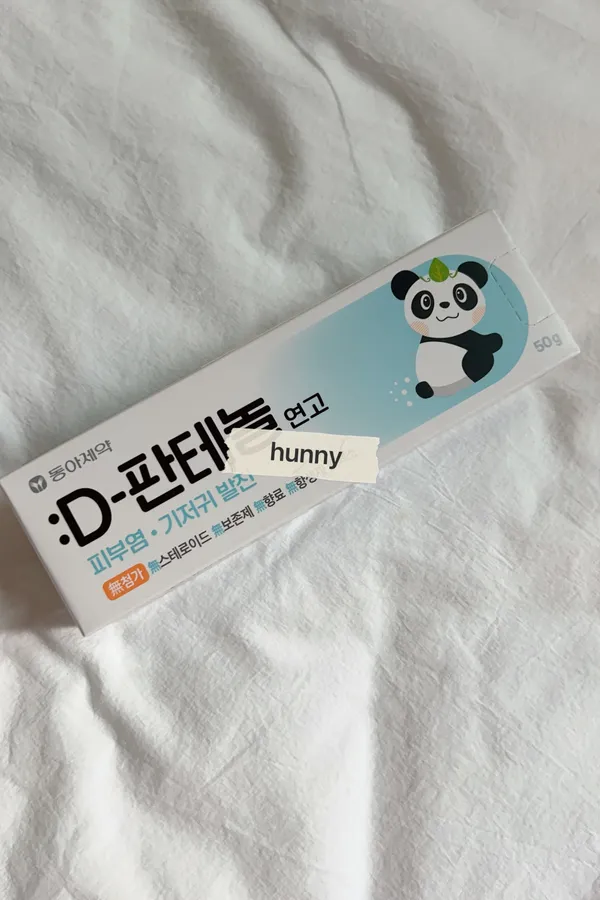 동아제약
:D-판테놀 연고
피부염 • 기저귀 발진
無첨가 無스테로이드 無보존제 無향료
50g
hunny